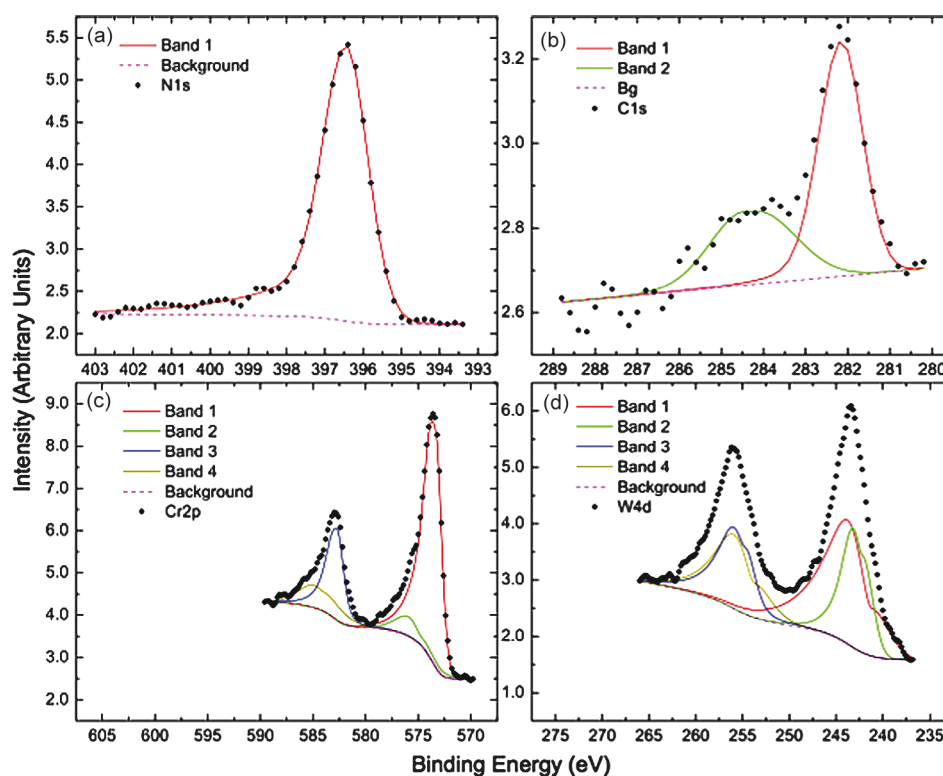 (a)
Band 1
Background
N1s
5.5
5.0
4.5
4.0
3.5
3.0
2.5
2.0
403 402 401 400 399 398 397 396 395 394 393
(b)
Band 1
Band 2
Bg
C1s
3.2
3.0
2.8
2.6
289 288 287 286 285 284 283 282 281 280
Intensity (Arbitrary Units)
(c)
Band 1
Band 2
Band 3
Band 4
Background
Cr2p
9.0
8.0
7.0
6.0
5.0
4.0
3.0
2.0
605 600 595 590 585 580 575 570
(d)
Band 1
Band 2
Band 3
Band 4
Background
W4d
6.0
5.0
4.0
3.0
2.0
1.0
275 270 265 260 255 250 245 240 235
Binding Energy (eV)